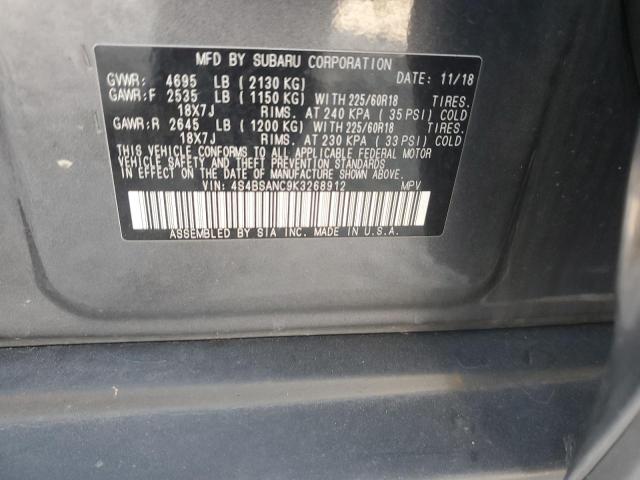 MFD BY SUBARU CORPORATION
GVWR: 4695 LB ( 2130 KG) DATE: 11/18
GAWR:F 2535 LB ( 1150 KG) WITH 225/60R18 TIRES.
18X7J RIMS. AT 240 KPA ( 35 PSI) COLD
GAWR:R 2645 LB ( 1200 KG) WITH 225/60R18 TIRES.
18X7J RIMS. AT 230 KPA ( 33 PSI) COLD
THIS VEHICLE CONFORMS TO ALL APPLICABLE FEDERAL MOTOR
VEHICLE SAFETY AND THEFT PREVENTION STANDARDS
IN EFFECT ON THE DATE OF MANUFACTURE SHOWN ABOVE.
VIN: 4S4BSANC9K3268912 MPV
ASSEMBLED BY SIA INC. MADE IN U.S.A.